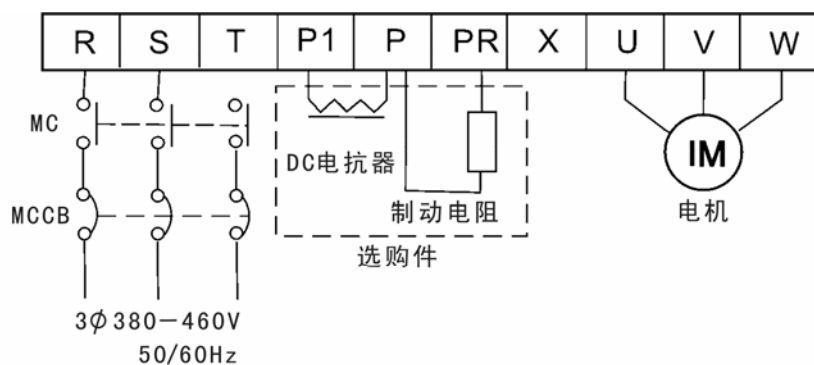 R S T P1 P PR X U V W
MC
DC电抗器
IM
MCCB
制动电阻
电机
选购件
3φ380-460V
50/60Hz